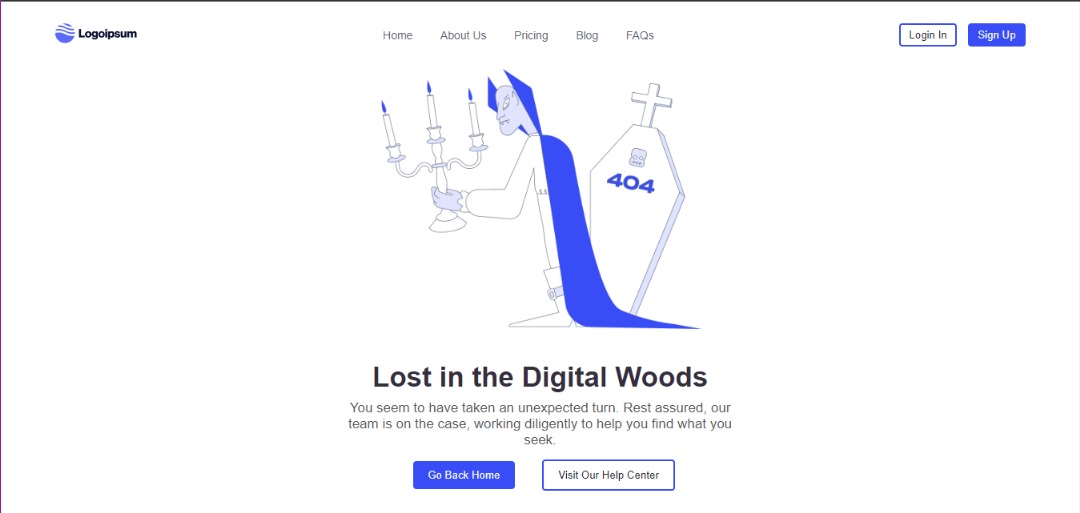 Logoipsum
Home
About Us
Pricing
Blog
FAQs
Login In
Sign Up
404
Lost in the Digital Woods
You seem to have taken an unexpected turn. Rest assured, our
team is on the case, working diligently to help you find what you
seek.
Go Back Home
Visit Our Help Center